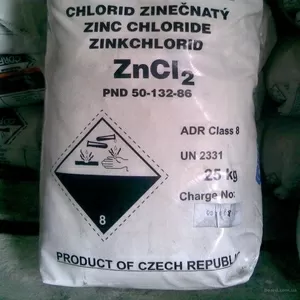 CHLORID ZINEČNATÝ
ZINC CHLORIDE
ZINKCHLORID
ZnCl2
PND 50-132-86
ADR Class 8
UN 2331
25 kg
Charge No:
8
PRODUCT OF CZECH REPUBLIC